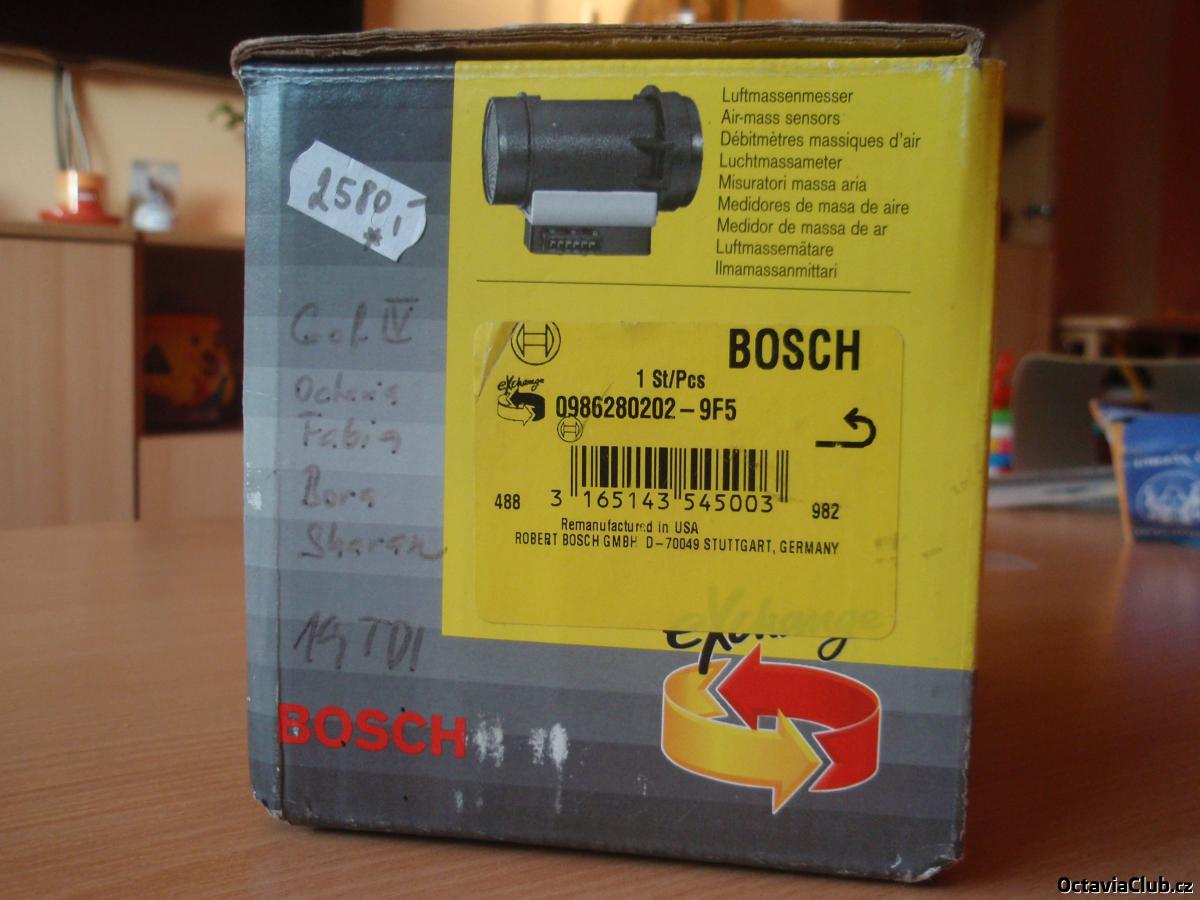 2580,-
*
Luftmassenmesser
Air-mass sensors
Débitmètres massiques d'air
Luchtmassameter
Misuratori massa aria
Medidores de masa de aire
Medidor de massa de ar
Luftmassemätare
Ilmamassanmittari
Golf IV
Octavia
Fabia
Bora
Sharan
19 TDI
BOSCH
1 St/Pcs
exchange
0986280202-9F5
488 3 165143 545003 982
Remanufactured in USA
ROBERT BOSCH GMBH D-70049 STUTTGART, GERMANY
eXchange
BOSCH
OctaviaClub.cz